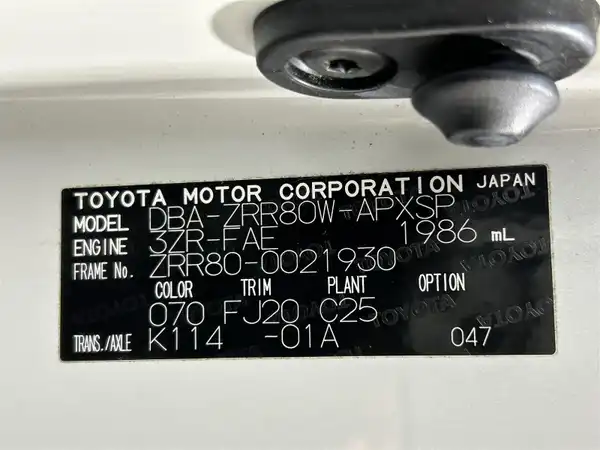 TOYOTA MOTOR CORPORATION JAPAN
MODEL DBA-ZRR80W-APXSP
ENGINE 3ZR-FAE 1986 mL
FRAME No. ZRR80-0021930
COLOR TRIM PLANT OPTION
070 FJ20 C25
TRANS./AXLE K114 -01A 047